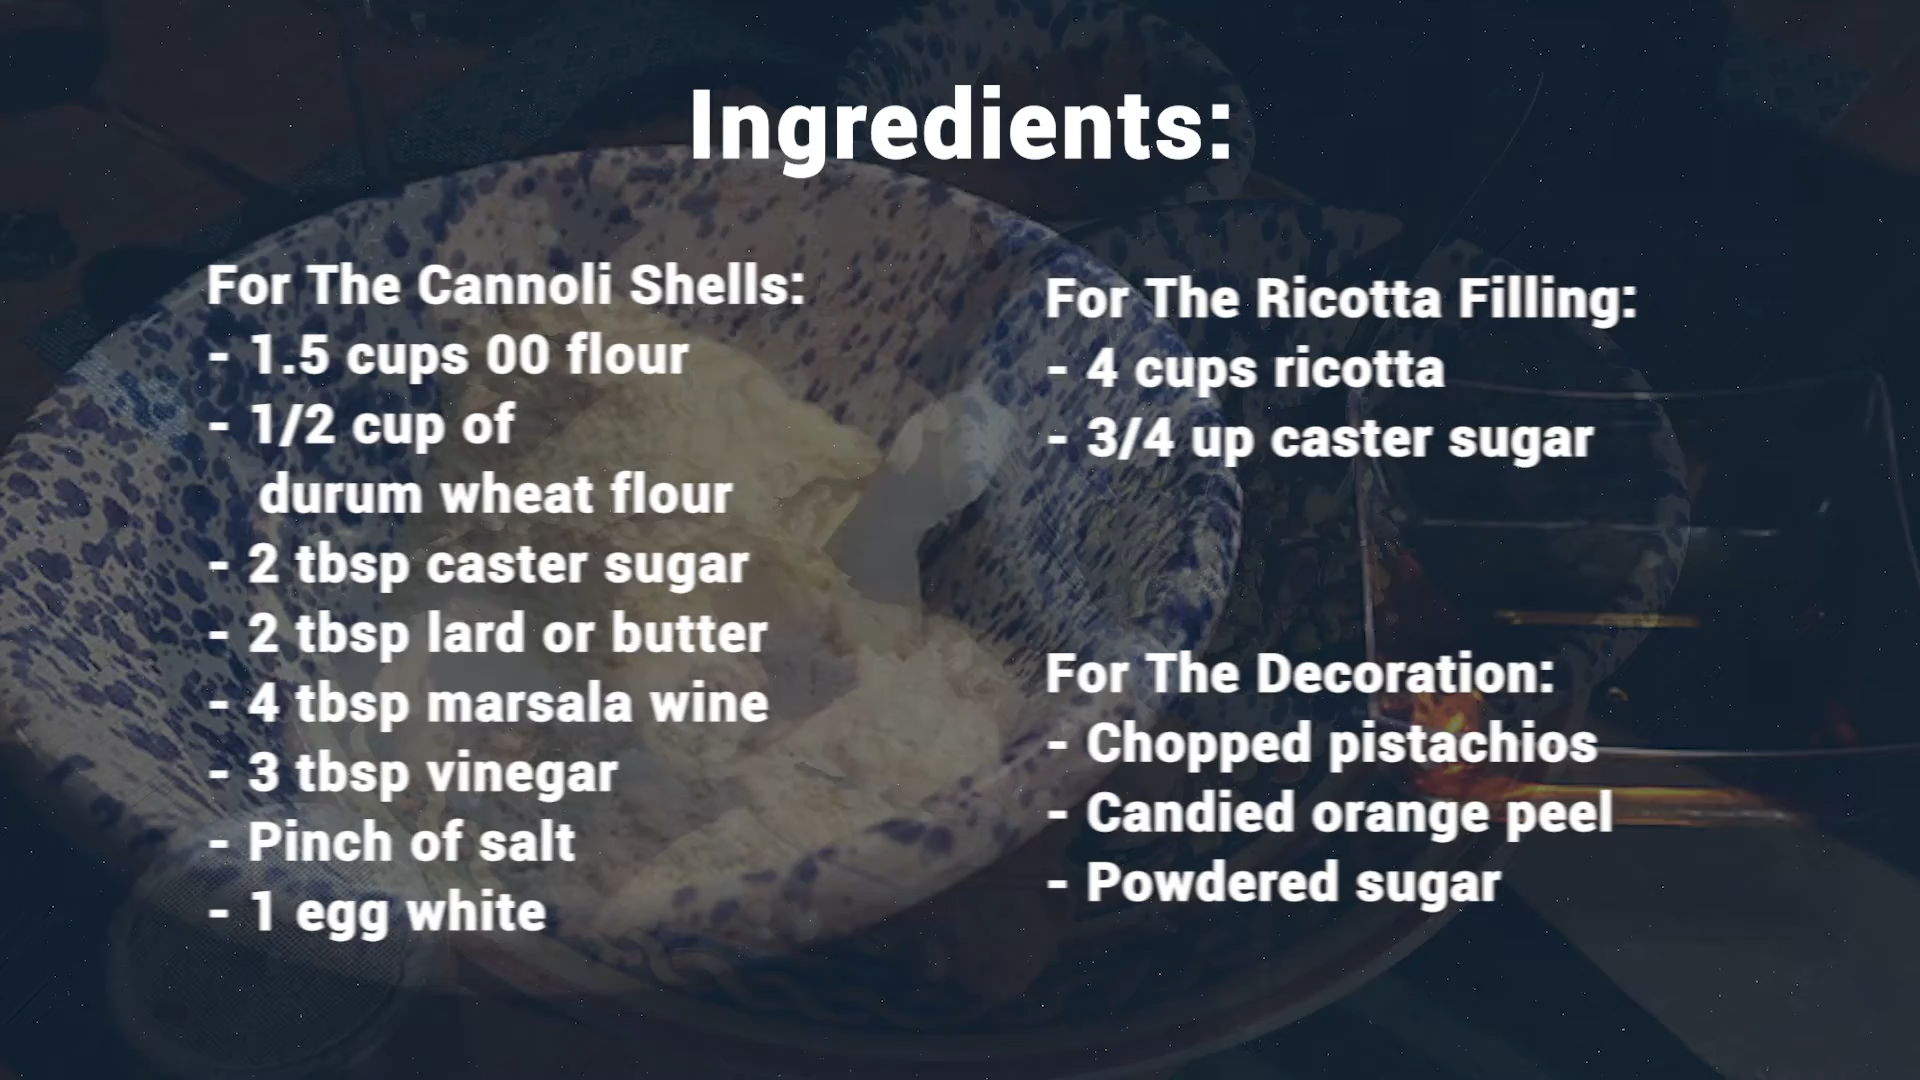 Ingredients:
For The Cannoli Shells:
- 1.5 cups 00 flour
- 1/2 cup of
durum wheat flour
- 2 tbsp caster sugar
- 2 tbsp lard or butter
- 4 tbsp marsala wine
- 3 tbsp vinegar
- Pinch of salt
- 1 egg white
For The Ricotta Filling:
- 4 cups ricotta
- 3/4 up caster sugar
For The Decoration:
- Chopped pistachios
- Candied orange peel
- Powdered sugar